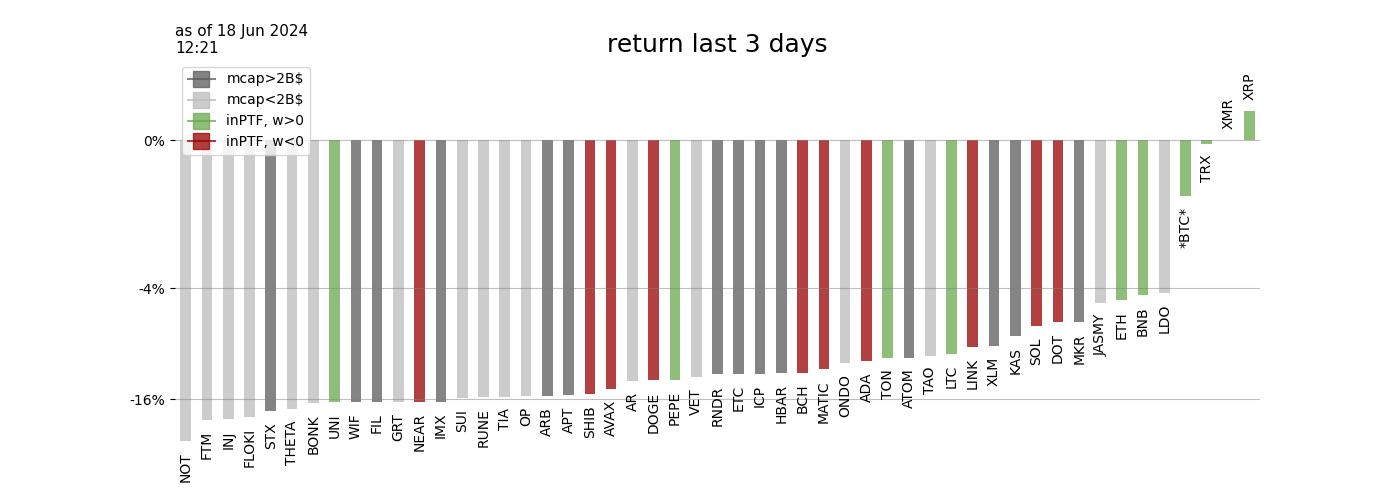 as of 18 Jun 2024
12:21
return last 3 days
mcap>2B$
mcap<2B$
inPTF, w>0
inPTF, w<0
0%
-4%
-16%
NOT
FTM
INJ
FLOKI
STX
THETA
BONK
UNI
WIF
FIL
GRT
NEAR
IMX
SUI
RUNE
TIA
OP
ARB
APT
SHIB
AVAX
AR
DOGE
PEPE
VET
RNDR
ETC
ICP
HBAR
BCH
MATIC
ONDO
ADA
TON
ATOM
TAO
LTC
LINK
XLM
KAS
SOL
DOT
MKR
JASMY
ETH
BNB
LDO
*BTC*
TRX
XMR
XRP